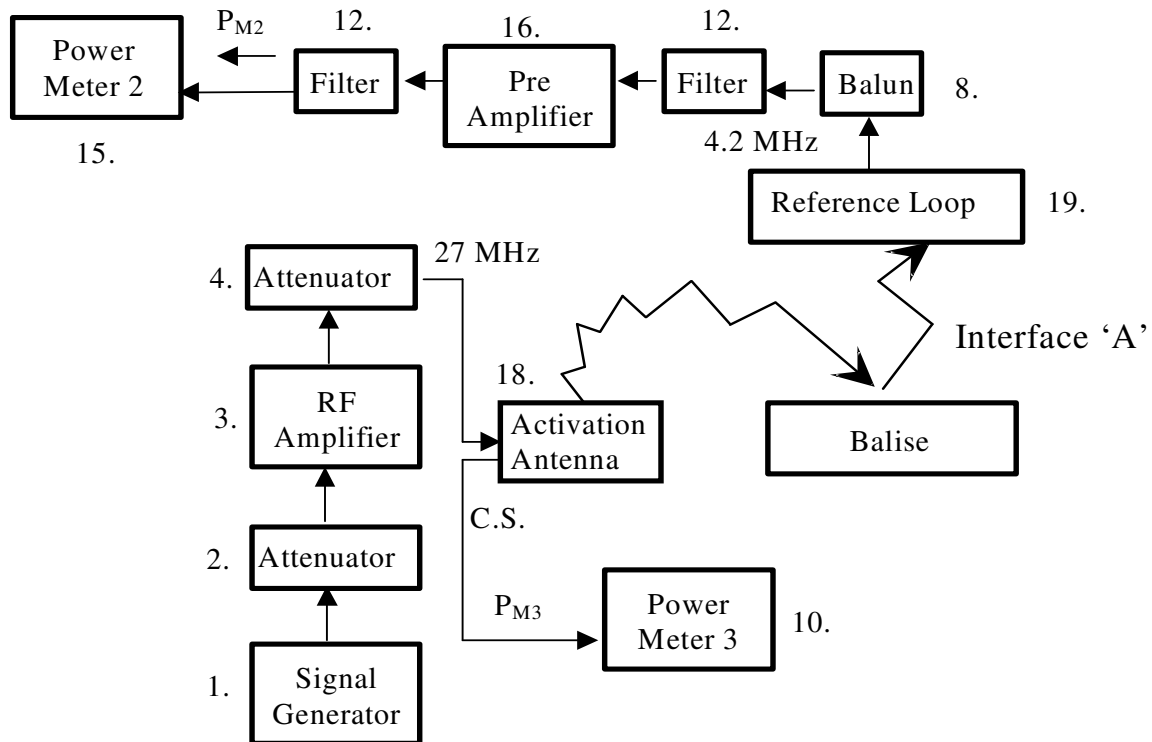 P_M2
12.
16.
12.
Power
Meter 2
Filter
Pre
Amplifier
Filter
Balun
8.
15.
4.2 MHz
Reference Loop
19.
27 MHz
4.
Attenuator
Interface ‘A’
18.
3.
RF
Amplifier
Activation
Antenna
Balise
C.S.
2.
Attenuator
P_M3
Power
Meter 3
10.
1.
Signal
Generator